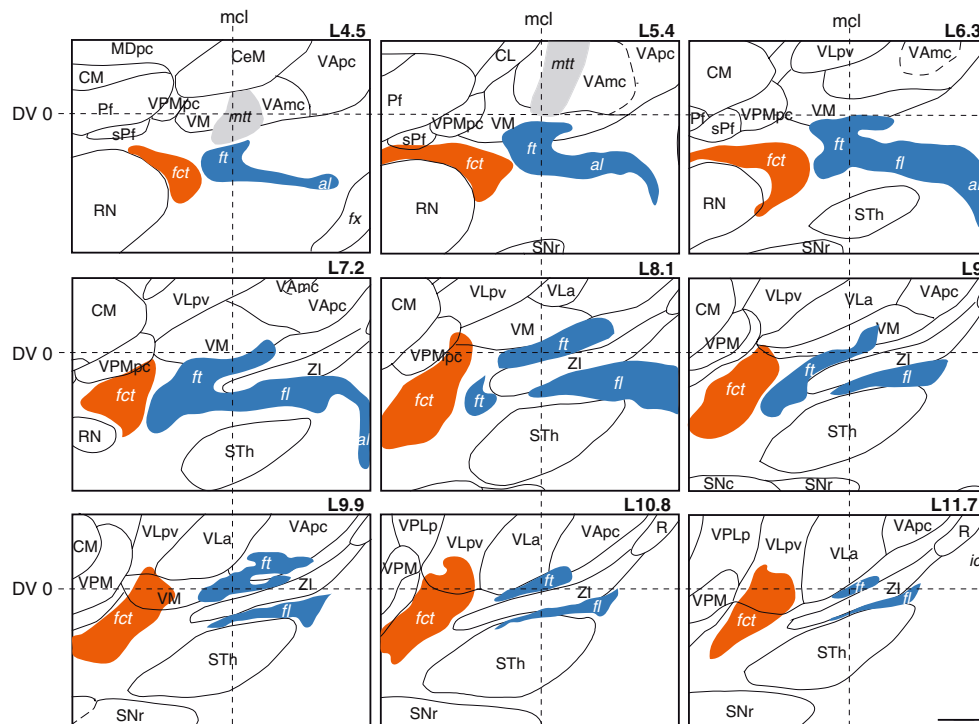 mcl mcl mcl
L4.5 L5.4 L6.3
MDpc CeM VApc
CM
Pf VPMpc VM mtt VAmc
sPf
fct ft al
RN fx
DV 0
CL mtt
VAmc
Pf
VPMpc VM
sPf
fct ft al
RN
SNr
VLpv VAmc
CM
Pf VPMpc VM
sPf
fct ft fl
RN al
STh
SNr
L7.2 L8.1 L9
CM VLpv VAmc
VApc
VM
DV 0
VPMpc ZI
fct ft fl
RN al
STh
CM VLpv VLa
VM
VPMpc ZI
fct ft fl
STh
CM VLpv VLa VApc
VPM VM
ZI
fct ft fl
STh
SNc SNr
L9.9 L10.8 L11.7
VLpv VLa VApc
CM
ft
VPM VM ZI
DV 0
fct fl
STh
SNr
VPLp VLpv VLa VApc R
VPM ft
ZI
fct fl
STh
SNr
VPLp VLpv VLa VApc R
VPM ft ZI
fct fl
STh
SNr